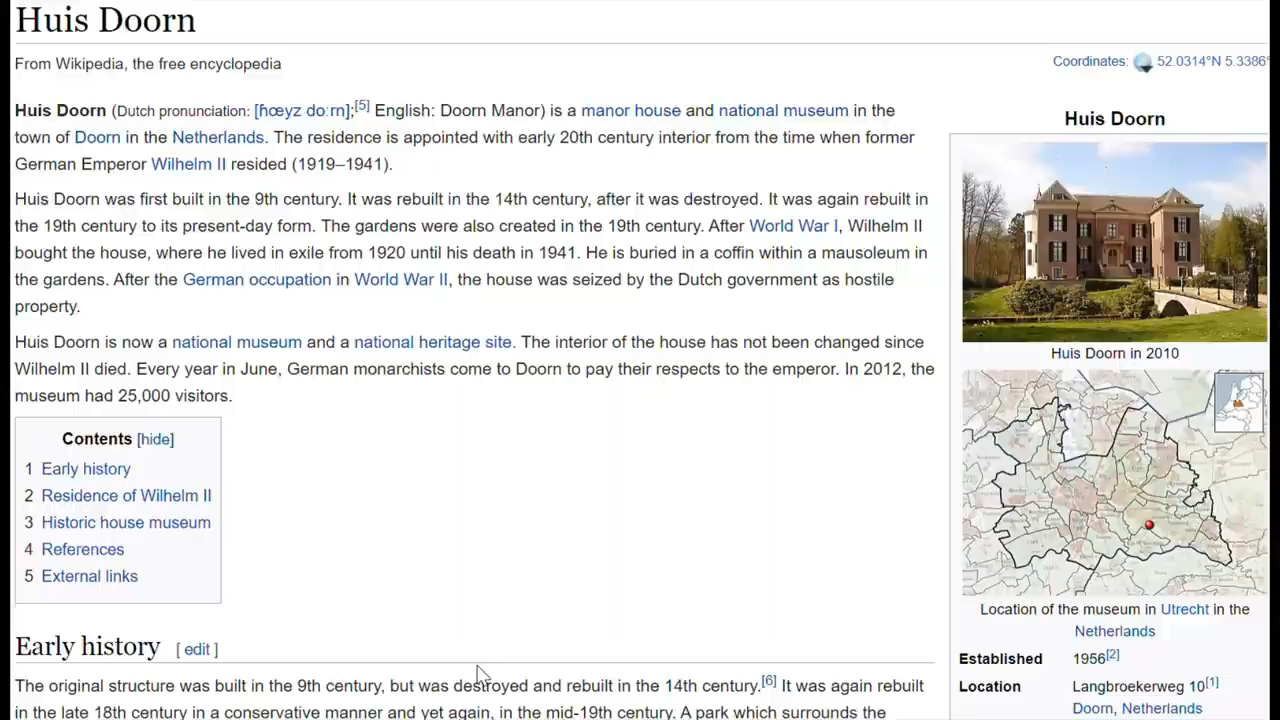 Huis Doorn
From Wikipedia, the free encyclopedia
Coordinates: 52.0314°N 5.3386°
Huis Doorn (Dutch pronunciation: [ɦœyz doːrn];[5] English: Doorn Manor) is a manor house and national museum in the
town of Doorn in the Netherlands. The residence is appointed with early 20th century interior from the time when former
German Emperor Wilhelm II resided (1919–1941).
Huis Doorn was first built in the 9th century. It was rebuilt in the 14th century, after it was destroyed. It was again rebuilt in
the 19th century to its present-day form. The gardens were also created in the 19th century. After World War I, Wilhelm II
bought the house, where he lived in exile from 1920 until his death in 1941. He is buried in a coffin within a mausoleum in
the gardens. After the German occupation in World War II, the house was seized by the Dutch government as hostile
property.
Huis Doorn is now a national museum and a national heritage site. The interior of the house has not been changed since
Wilhelm II died. Every year in June, German monarchists come to Doorn to pay their respects to the emperor. In 2012, the
museum had 25,000 visitors.
Contents [hide]
1 Early history
2 Residence of Wilhelm II
3 Historic house museum
4 References
5 External links
Early history [ edit ]
The original structure was built in the 9th century, but was destroyed and rebuilt in the 14th century.[6] It was again rebuilt
in the late 18th century in a conservative manner and yet again, in the mid-19th century. A park which surrounds the
Huis Doorn
Huis Doorn in 2010
Location of the museum in Utrecht in the
Netherlands
Established 1956[2]
Location Langbroekerweg 10[1]
Doorn, Netherlands